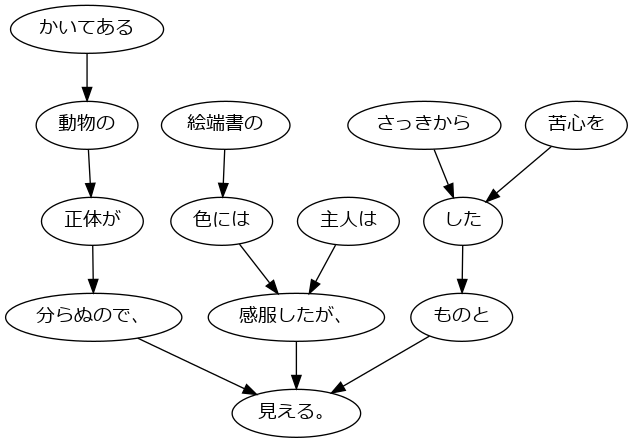 かいてある
動物の 絵端書の さっきから 苦心を
正体が 色には 主人は した
分らぬので、 感服したが、 ものと
見える。